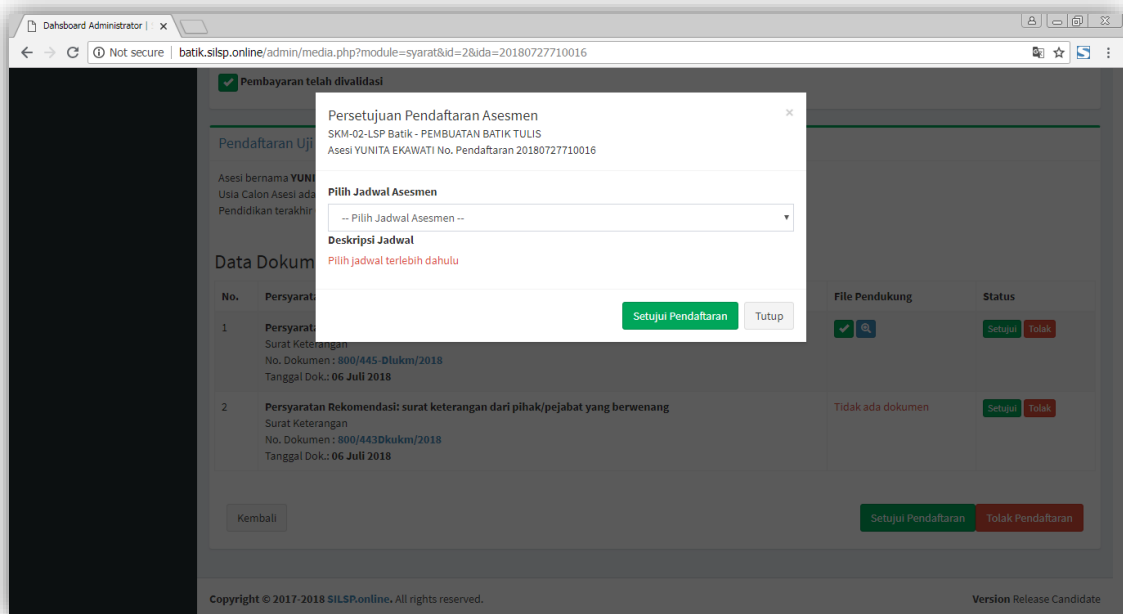 Dahsboard Administrator |
Not secure | batik.silsp.online/admin/media.php?module=syarat&id=2&ida=20180727710016
Pembayaran telah divalidasi
Persetujuan Pendaftaran Asesmen ×
SKM-02-LSP Batik - PEMBUATAN BATIK TULIS
Asesi YUNITA EKAWATI No. Pendaftaran 20180727710016
Pendaftaran Uji
Asesi bernama YUNI
Usia Calon Asesi ada
Pendidikan terakhir
Pilih Jadwal Asesmen
-- Pilih Jadwal Asesmen --
Deskripsi Jadwal
Pilih jadwal terlebih dahulu
Setujui Pendaftaran Tutup
Data Dokum
No. Persyarat File Pendukung Status
1 Persyarat Setujui Tolak
Surat Keterangan
No. Dokumen : 800/445-Dlukm/2018
Tanggal Dok.: 06 Juli 2018
2 Persyaratan Rekomendasi: surat keterangan dari pihak/pejabat yang berwenang Tidak ada dokumen Setujui Tolak
Surat Keterangan
No. Dokumen : 800/443Dkukm/2018
Tanggal Dok.: 06 Juli 2018
Kembali Setujui Pendaftaran Tolak Pendaftaran
Copyright © 2017-2018 SILSP.online. All rights reserved. Version Release Candidate